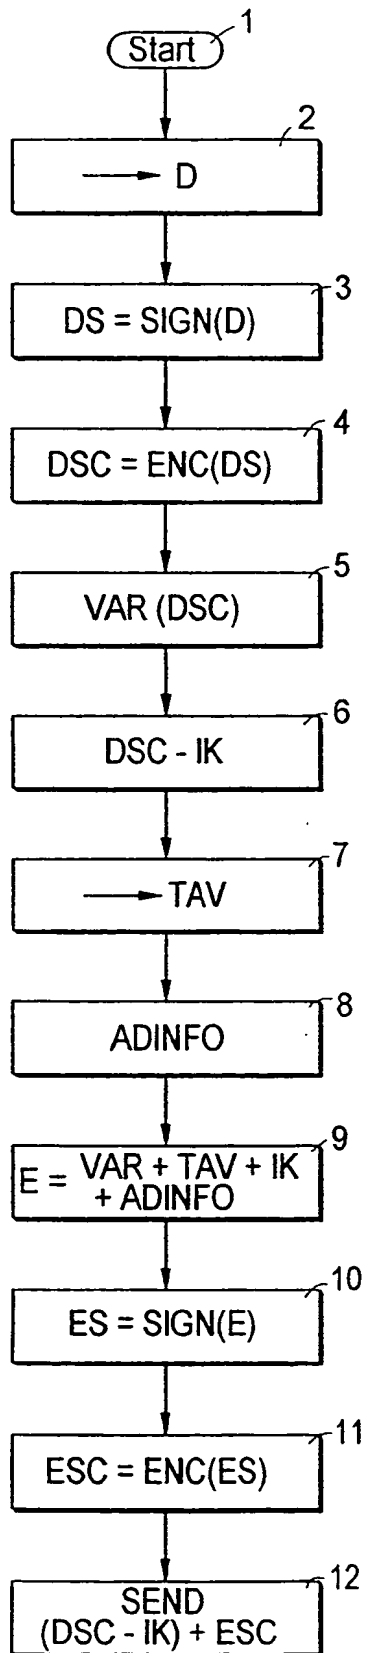 1
Start
2
D
3
DS = SIGN(D)
4
DSC = ENC(DS)
5
VAR (DSC)
6
DSC - IK
7
TAV
8
ADINFO
9
E = VAR + TAV + IK
+ ADINFO
10
ES = SIGN(E)
11
ESC = ENC(ES)
12
SEND
(DSC - IK) + ESC